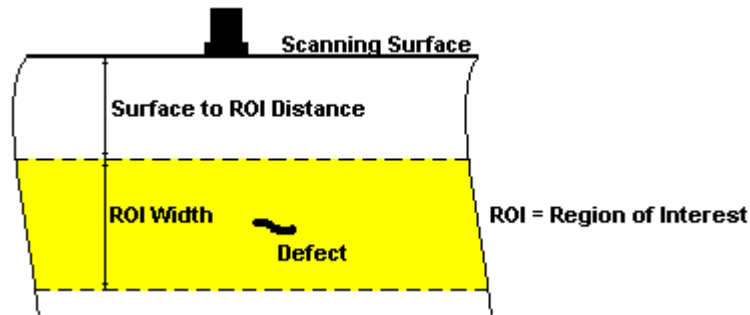 Scanning Surface
Surface to ROI Distance
ROI Width
ROI = Region of Interest
Defect